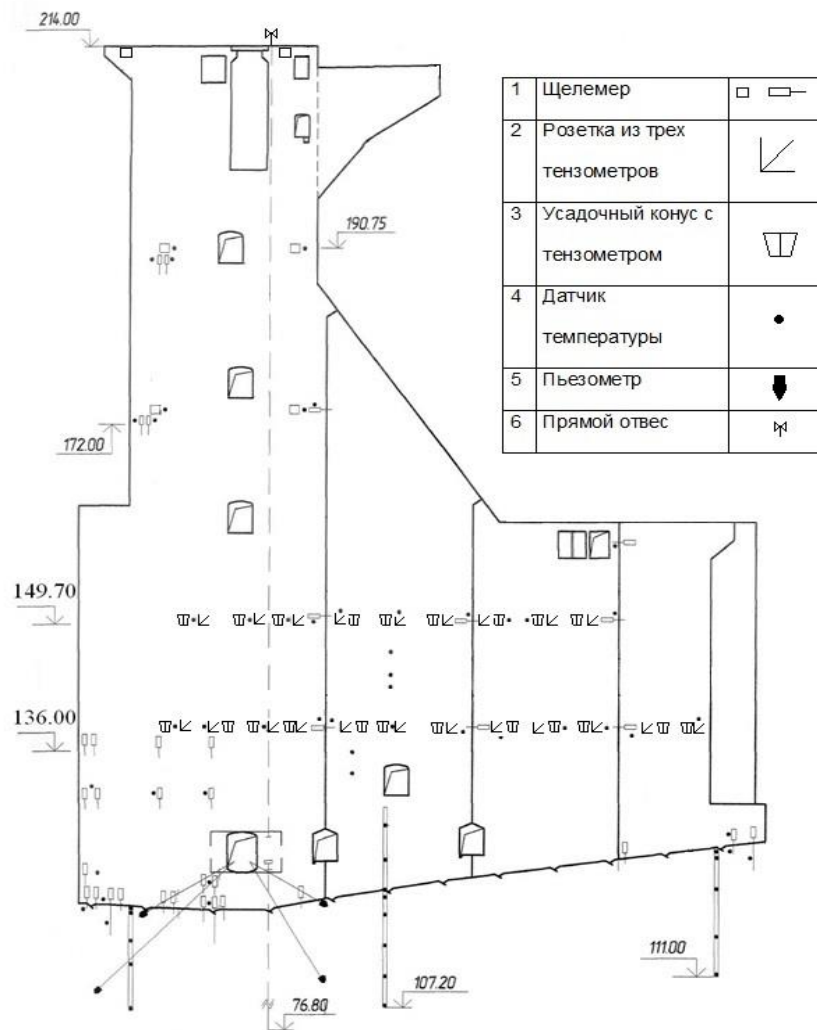 214.00
1 Щелемер
2 Розетка из трех
тензометров
3 Усадочный конус с
тензометром
4 Датчик
температуры
5 Пьезометр
6 Прямой отвес
190.75
172.00
149.70
136.00
111.00
107.20
76.80